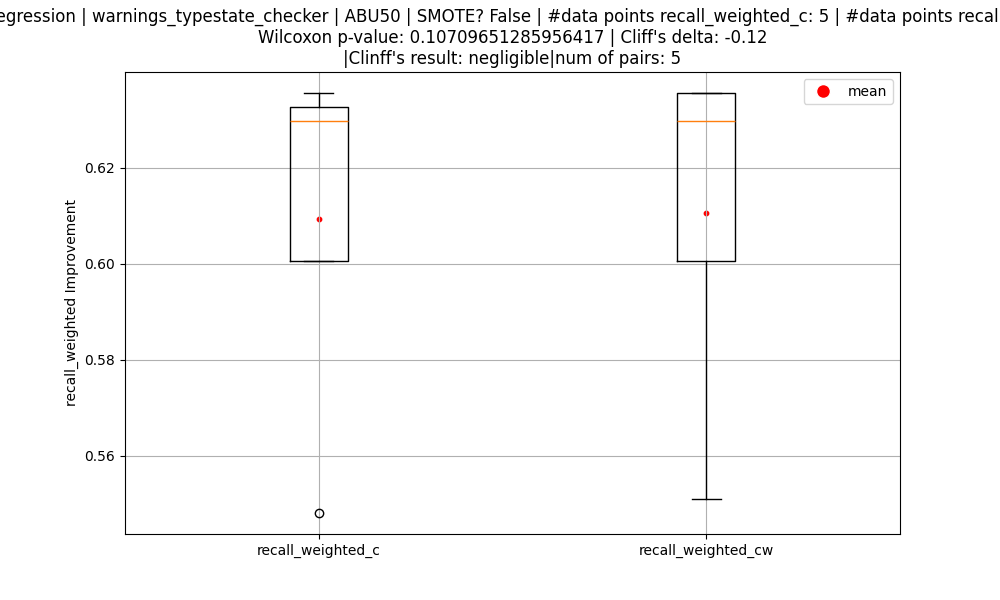 egression | warnings_typestate_checker | ABU50 | SMOTE? False | #data points recall_weighted_c: 5 | #data points recal
Wilcoxon p-value: 0.10709651285956417 | Cliff's delta: -0.12
|Clinff's result: negligible|num of pairs: 5
mean
0.62
0.60
0.58
0.56
recall_weighted Improvement
recall_weighted_c
recall_weighted_cw